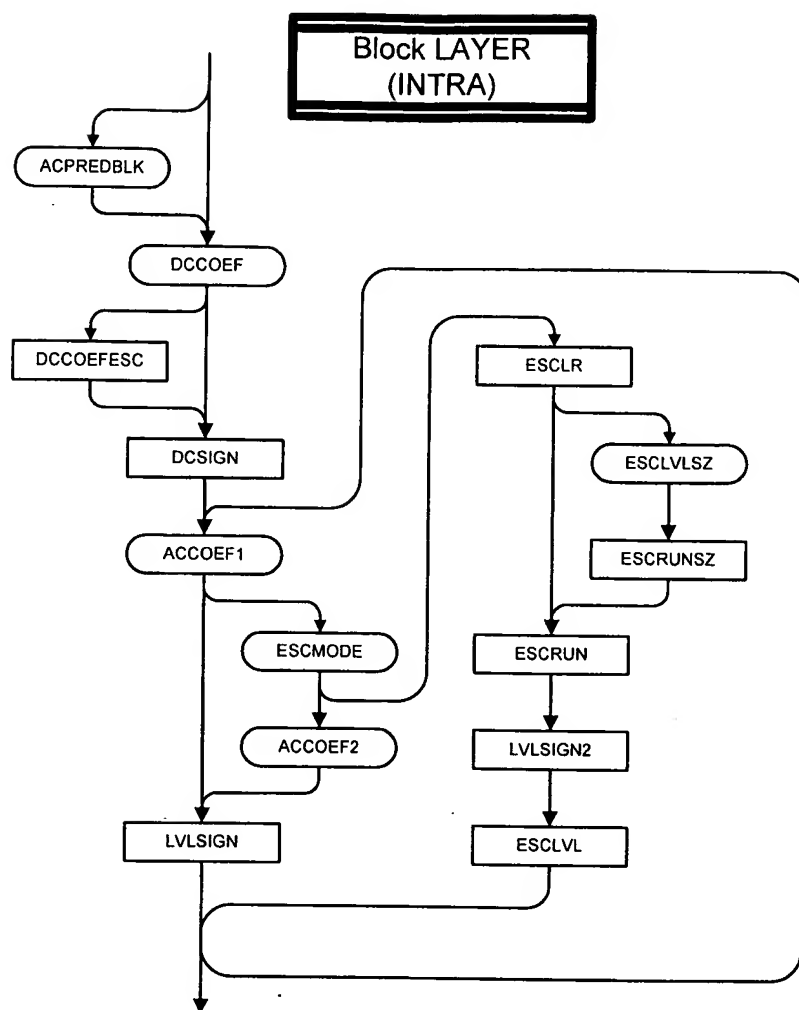 Block LAYER
(INTRA)
ACPREDBLK
DCCOEF
DCCOEFESC
DCSIGN
ACCOEF1
ESCMODE
ACCOEF2
LVLSIGN
ESCLR
ESCLVLSZ
ESCRUNSZ
ESCRUN
LVLSIGN2
ESCLVL